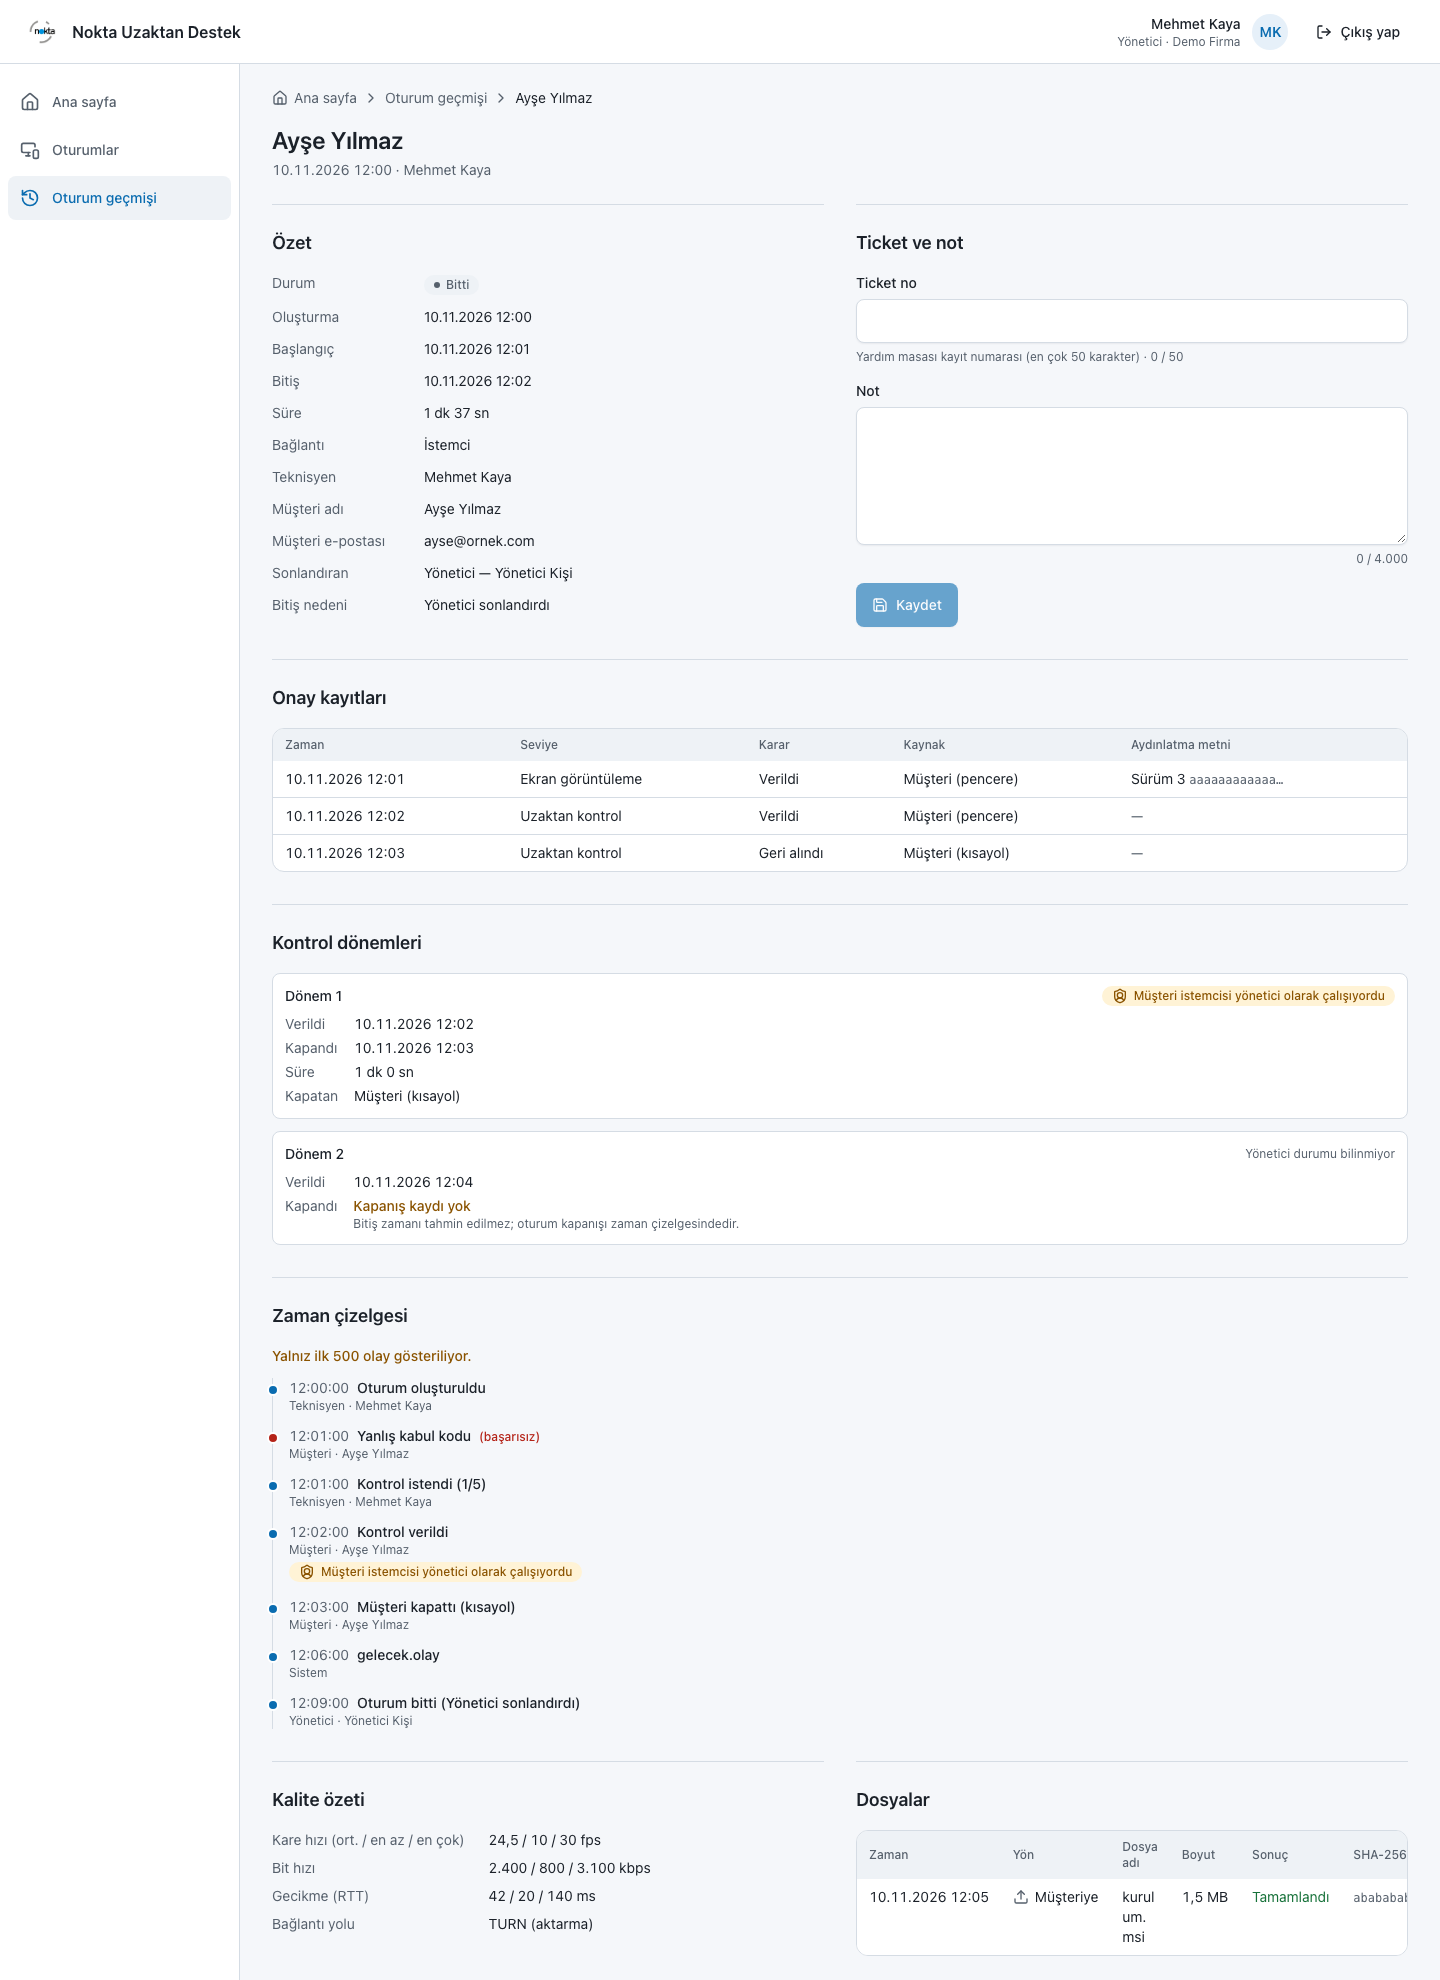 nokta
Nokta Uzaktan Destek
Mehmet Kaya
Yönetici · Demo Firma
MK
Çıkış yap
Ana sayfa
Oturumlar
Oturum geçmişi
Ana sayfa > Oturum geçmişi > Ayşe Yılmaz
Ayşe Yılmaz
10.11.2026 12:00 · Mehmet Kaya
Özet
Durum Bitti
Oluşturma 10.11.2026 12:00
Başlangıç 10.11.2026 12:01
Bitiş 10.11.2026 12:02
Süre 1 dk 37 sn
Bağlantı İstemci
Teknisyen Mehmet Kaya
Müşteri adı Ayşe Yılmaz
Müşteri e-postası ayse@ornek.com
Sonlandıran Yönetici — Yönetici Kişi
Bitiş nedeni Yönetici sonlandırdı
Ticket ve not
Ticket no
Yardım masası kayıt numarası (en çok 50 karakter) · 0 / 50
Not
0 / 4.000
Kaydet
Onay kayıtları
Zaman Seviye Karar Kaynak Aydınlatma metni
10.11.2026 12:01 Ekran görüntüleme Verildi Müşteri (pencere) Sürüm 3 aaaaaaaaaaaa…
10.11.2026 12:02 Uzaktan kontrol Verildi Müşteri (pencere) —
10.11.2026 12:03 Uzaktan kontrol Geri alındı Müşteri (kısayol) —
Kontrol dönemleri
Dönem 1 Müşteri istemcisi yönetici olarak çalışıyordu
Verildi 10.11.2026 12:02
Kapandı 10.11.2026 12:03
Süre 1 dk 0 sn
Kapatan Müşteri (kısayol)
Dönem 2 Yönetici durumu bilinmiyor
Verildi 10.11.2026 12:04
Kapandı Kapanış kaydı yok
Bitiş zamanı tahmin edilmez; oturum kapanışı zaman çizelgesindedir.
Zaman çizelgesi
Yalnız ilk 500 olay gösteriliyor.
12:00:00 Oturum oluşturuldu
Teknisyen · Mehmet Kaya
12:01:00 Yanlış kabul kodu (başarısız)
Müşteri · Ayşe Yılmaz
12:01:00 Kontrol istendi (1/5)
Teknisyen · Mehmet Kaya
12:02:00 Kontrol verildi
Müşteri · Ayşe Yılmaz
Müşteri istemcisi yönetici olarak çalışıyordu
12:03:00 Müşteri kapattı (kısayol)
Müşteri · Ayşe Yılmaz
12:06:00 gelecek.olay
Sistem
12:09:00 Oturum bitti (Yönetici sonlandırdı)
Yönetici · Yönetici Kişi
Kalite özeti
Kare hızı (ort. / en az / en çok) 24,5 / 10 / 30 fps
Bit hızı 2.400 / 800 / 3.100 kbps
Gecikme (RTT) 42 / 20 / 140 ms
Bağlantı yolu TURN (aktarma)
Dosyalar
Zaman Yön Dosya adı Boyut Sonuç SHA-256
10.11.2026 12:05 Müşteriye kurul 1,5 MB Tamamlandı abababab
um.
msi